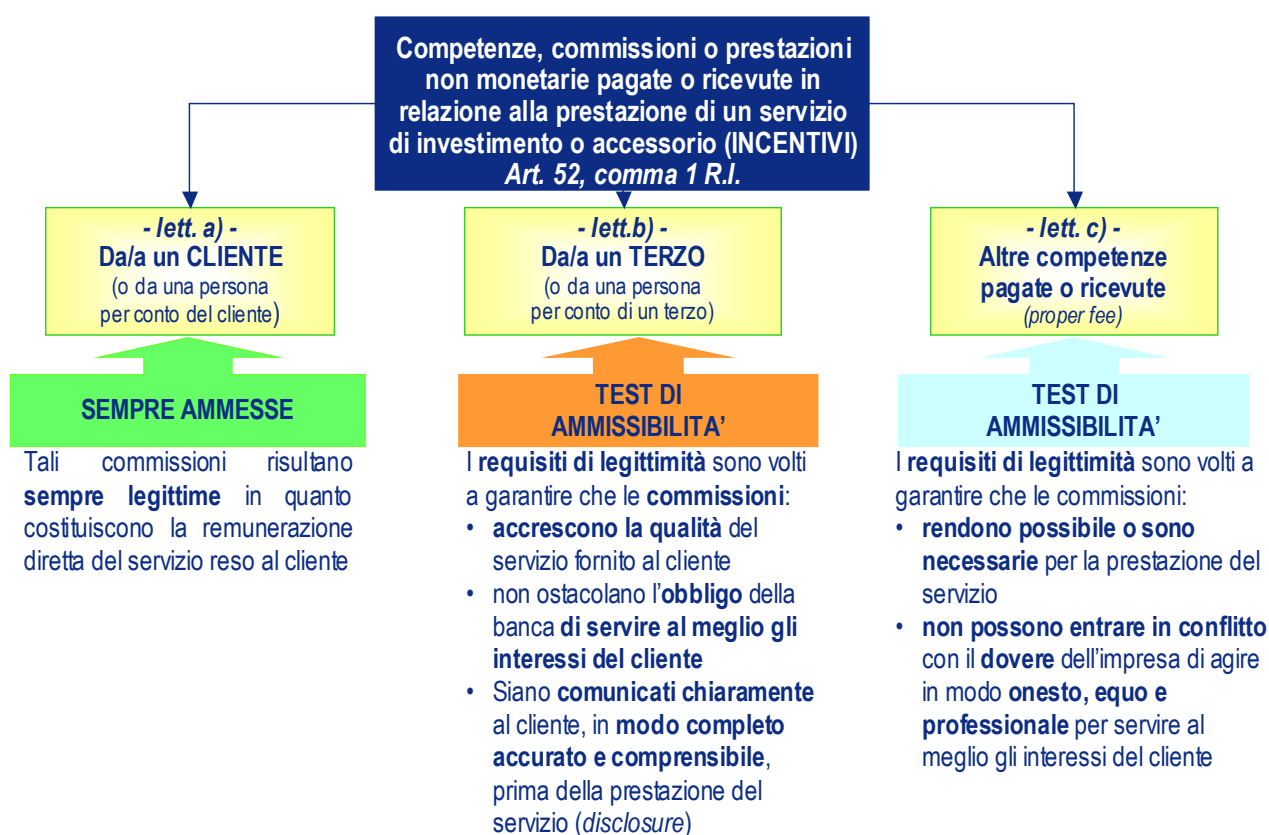 Competenze, commissioni o prestazioni
non monetarie pagate o ricevute in
relazione alla prestazione di un servizio
di investimento o accessorio (INCENTIVI)
Art. 52, comma 1 R.I.
- lett. a) -
Da/a un CLIENTE
(o da una persona
per conto del cliente)
SEMPRE AMMESSE
Tali commissioni risultano
sempre legittime in quanto
costituiscono la remunerazione
diretta del servizio reso al cliente
- lett.b) -
Da/a un TERZO
(o da una persona
per conto di un terzo)
TEST DI
AMMISSIBILITA’
I requisiti di legittimità sono volti
a garantire che le commissioni:
• accrescono la qualità del
servizio fornito al cliente
• non ostacolano l’obbligo della
banca di servire al meglio gli
interessi del cliente
• Siano comunicati chiaramente
al cliente, in modo completo
accurato e comprensibile,
prima della prestazione del
servizio (disclosure)
- lett. c) -
Altre competenze
pagate o ricevute
(proper fee)
TEST DI
AMMISSIBILITA’
I requisiti di legittimità sono volti a
garantire che le commissioni:
• rendono possibile o sono
necessarie per la prestazione del
servizio
• non possono entrare in conflitto
con il dovere dell’impresa di agire
in modo onesto, equo e
professionale per servire al
meglio gli interessi del cliente